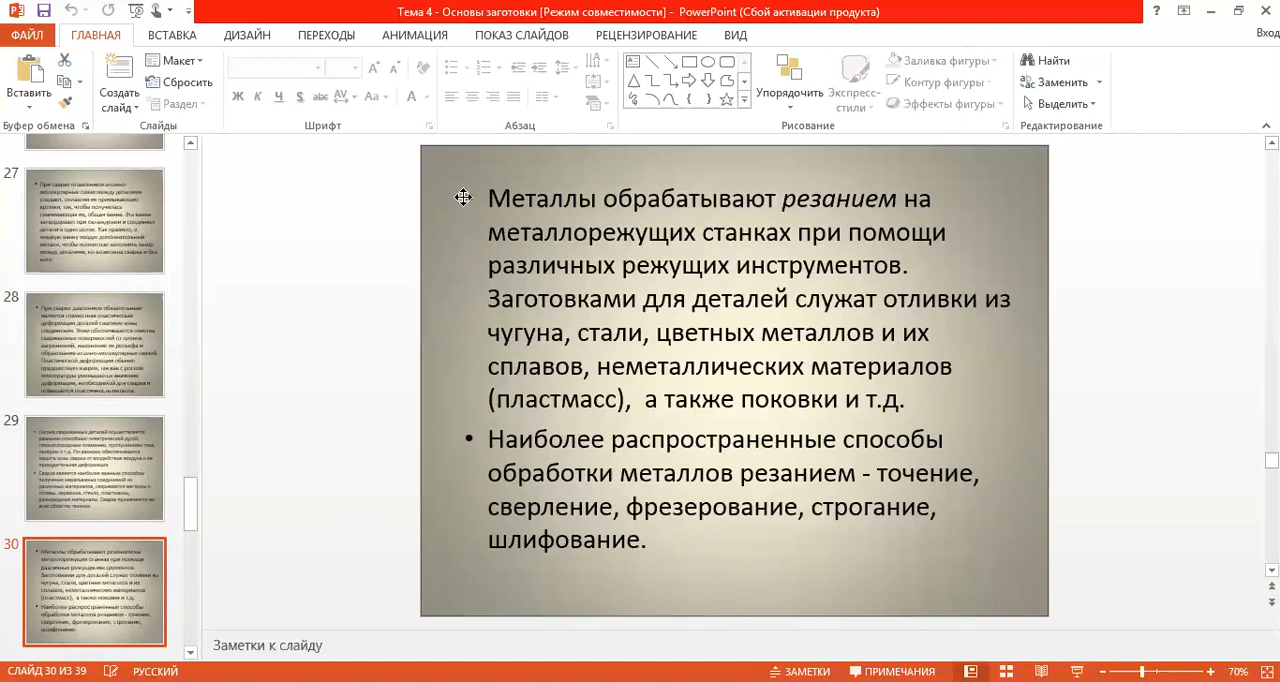 Тема 4 - Основы заготовки [Режим совместимости] - PowerPoint (Сбой активации продукта)
ФАЙЛ ГЛАВНАЯ ВСТАВКА ДИЗАЙН ПЕРЕХОДЫ АНИМАЦИЯ ПОКАЗ СЛАЙДОВ РЕЦЕНЗИРОВАНИЕ ВИД Вход
Вставить
Создать слайд
Макет
Сбросить
Раздел
Ж К Ч S abc AV Aa A
Упорядочить
Экспресс-стили
Заливка фигуры
Контур фигуры
Эффекты фигуры
Найти
Заменить
Выделить
Буфер обмена Слайды Шрифт Абзац Рисование Редактирование
27
28
29
30
Металлы обрабатывают резанием на
металлорежущих станках при помощи
различных режущих инструментов.
Заготовками для деталей служат отливки из
чугуна, стали, цветных металлов и их
сплавов, неметаллических материалов
(пластмасс), а также поковки и т.д.
• Наиболее распространенные способы
обработки металлов резанием - точение,
сверление, фрезерование, строгание,
шлифование.
Заметки к слайду
СЛАЙД 30 ИЗ 39 РУССКИЙ ЗАМЕТКИ ПРИМЕЧАНИЯ 70%